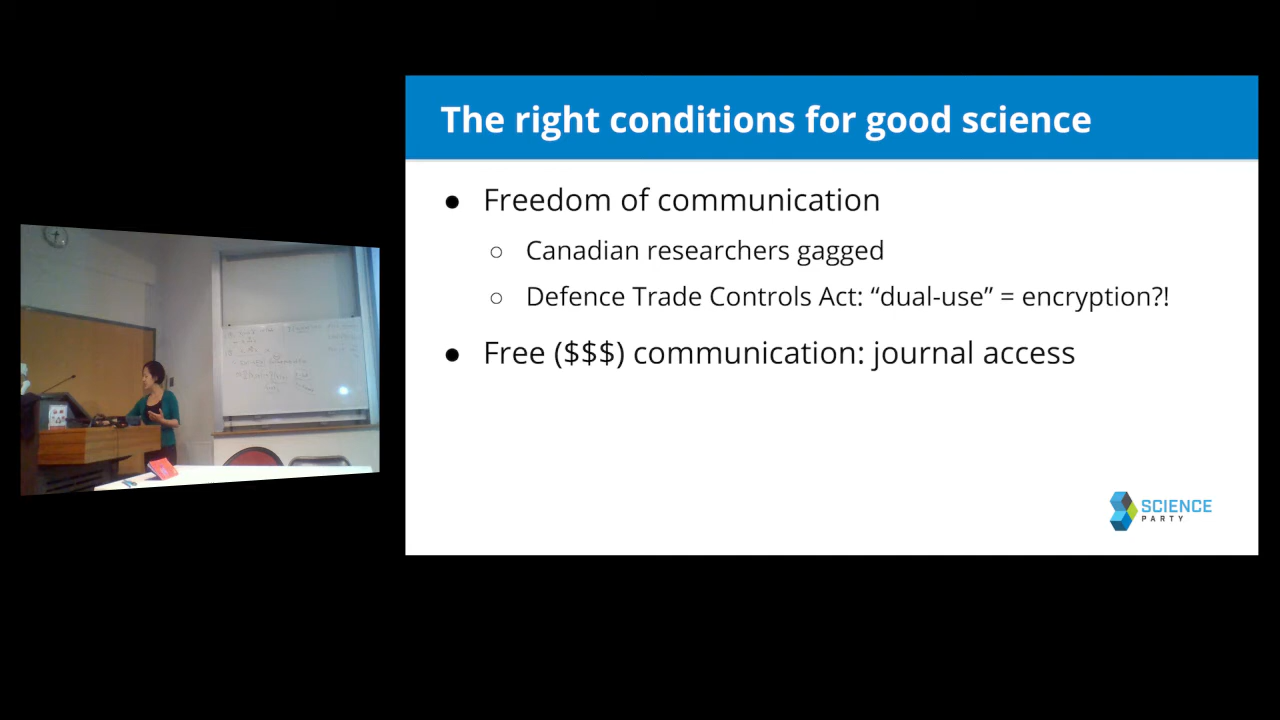 The right conditions for good science
● Freedom of communication
○ Canadian researchers gagged
○ Defence Trade Controls Act: “dual-use” = encryption?!
● Free ($$$) communication: journal access
SCIENCE
PARTY